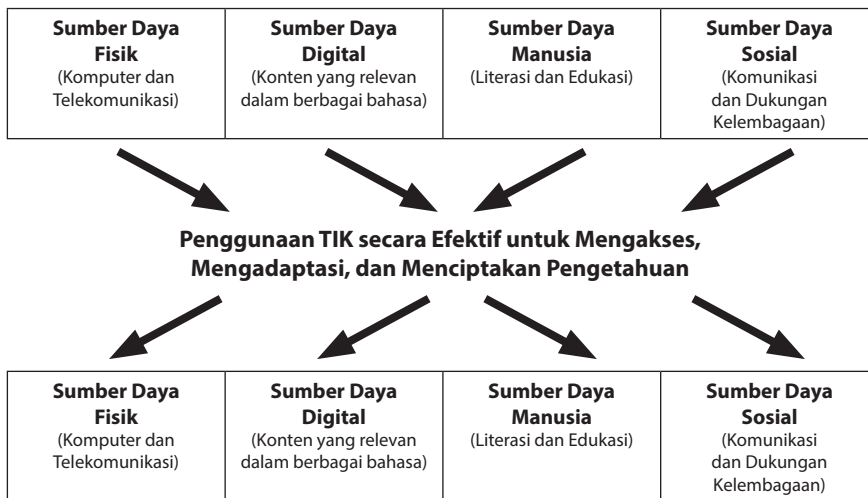 Sumber Daya
Fisik
(Komputer dan
Telekomunikasi)
Sumber Daya
Digital
(Konten yang relevan
dalam berbagai bahasa)
Sumber Daya
Manusia
(Literasi dan Edukasi)
Sumber Daya
Sosial
(Komunikasi
dan Dukungan
Kelembagaan)
Penggunaan TIK secara Efektif untuk Mengakses,
Mengadaptasi, dan Menciptakan Pengetahuan
Sumber Daya
Fisik
(Komputer dan
Telekomunikasi)
Sumber Daya
Digital
(Konten yang relevan
dalam berbagai bahasa)
Sumber Daya
Manusia
(Literasi dan Edukasi)
Sumber Daya
Sosial
(Komunikasi
dan Dukungan
Kelembagaan)